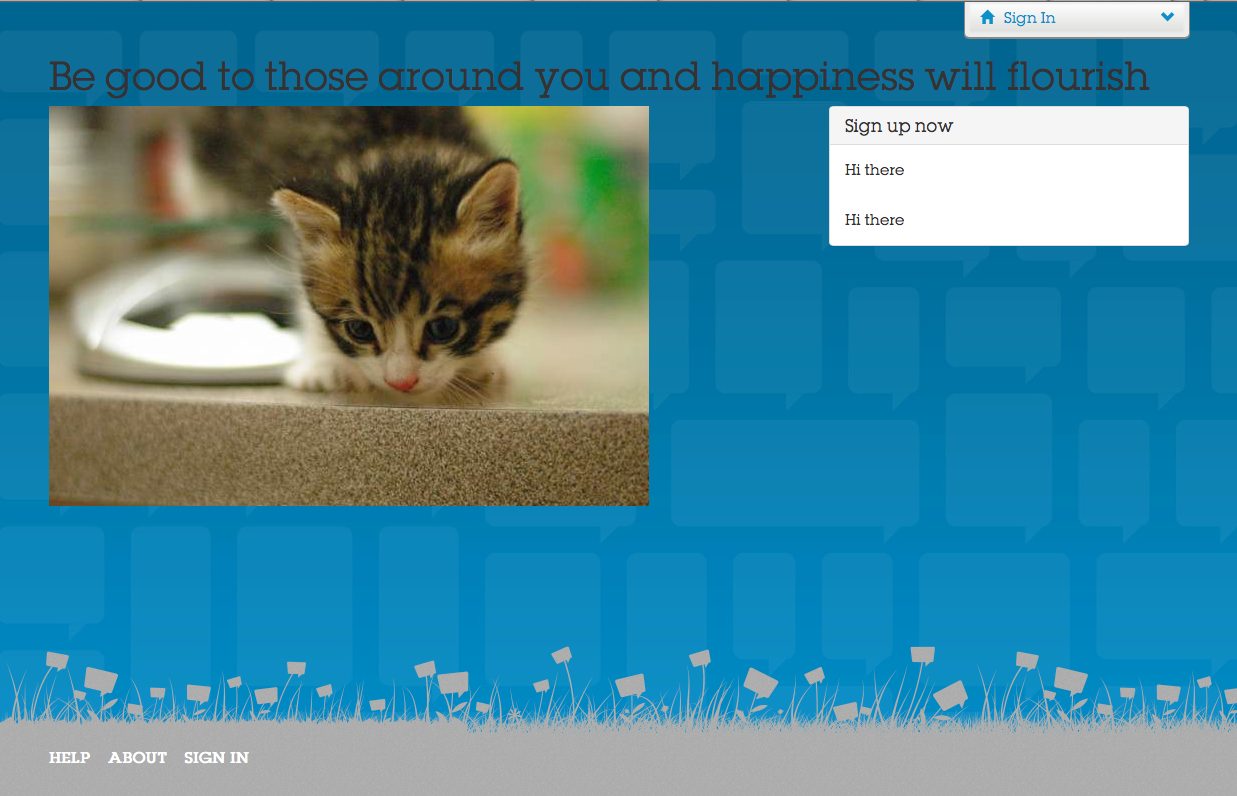 Sign In
Be good to those around you and happiness will flourish
Sign up now
Hi there
Hi there
HELP ABOUT SIGN IN